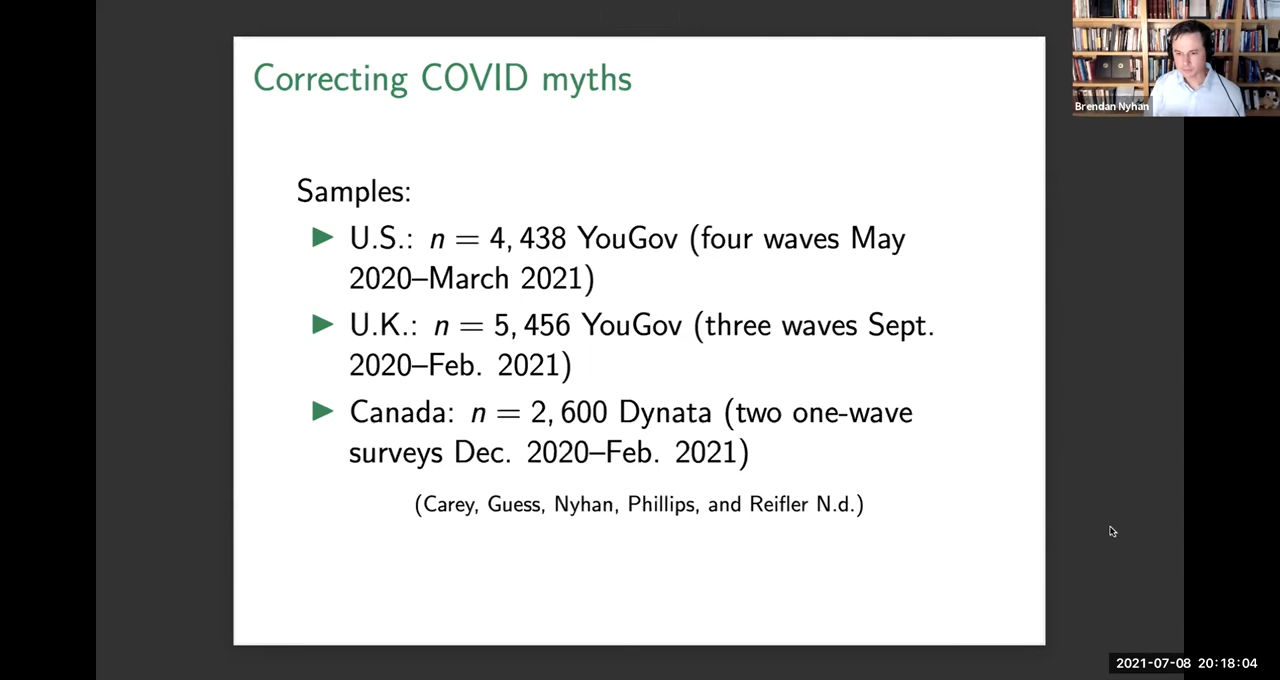 Correcting COVID myths
Brendan Nyhan
Samples:
▶ U.S.: n = 4, 438 YouGov (four waves May
2020–March 2021)
▶ U.K.: n = 5, 456 YouGov (three waves Sept.
2020–Feb. 2021)
▶ Canada: n = 2, 600 Dynata (two one-wave
surveys Dec. 2020–Feb. 2021)
(Carey, Guess, Nyhan, Phillips, and Reifler N.d.)
2021-07-08 20:18:04